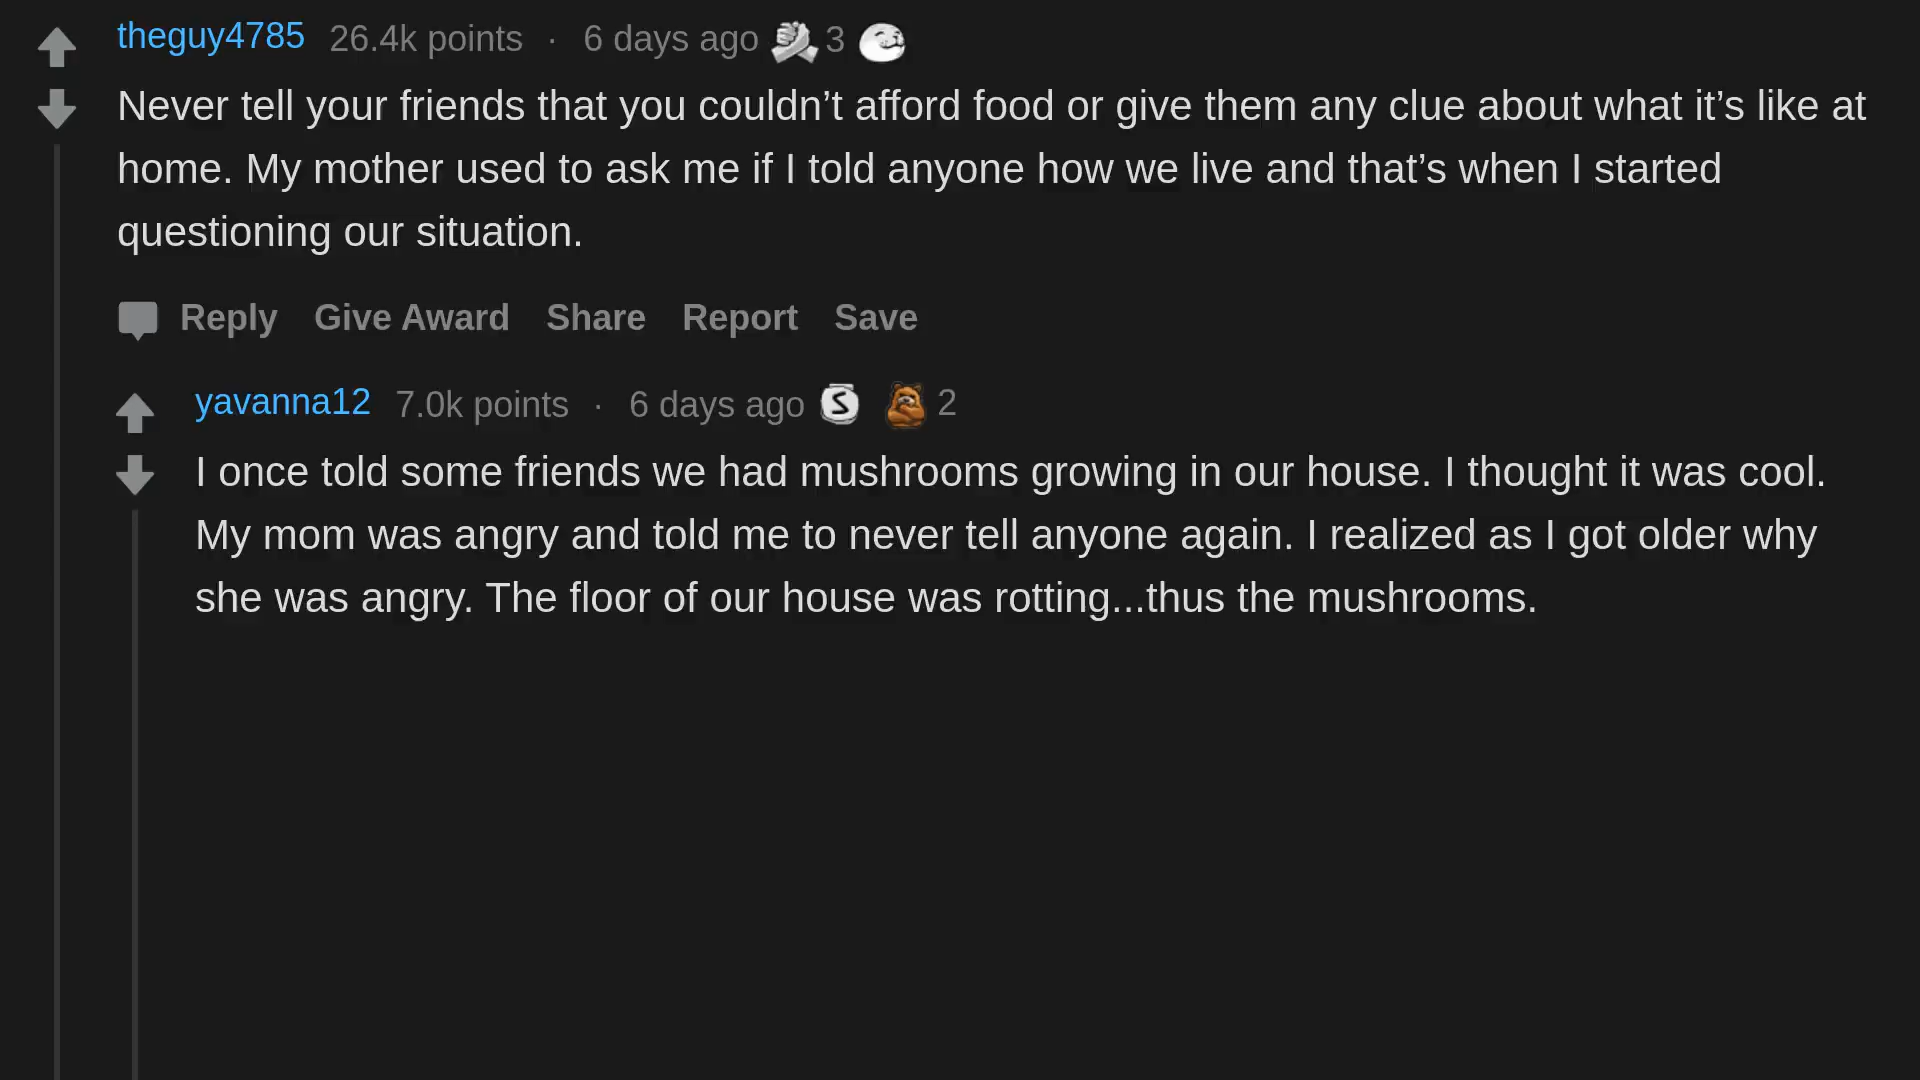 theguy4785 26.4k points · 6 days ago 3
Never tell your friends that you couldn’t afford food or give them any clue about what it’s like at
home. My mother used to ask me if I told anyone how we live and that’s when I started
questioning our situation.
Reply Give Award Share Report Save
yavanna12 7.0k points · 6 days ago S 2
I once told some friends we had mushrooms growing in our house. I thought it was cool.
My mom was angry and told me to never tell anyone again. I realized as I got older why
she was angry. The floor of our house was rotting...thus the mushrooms.